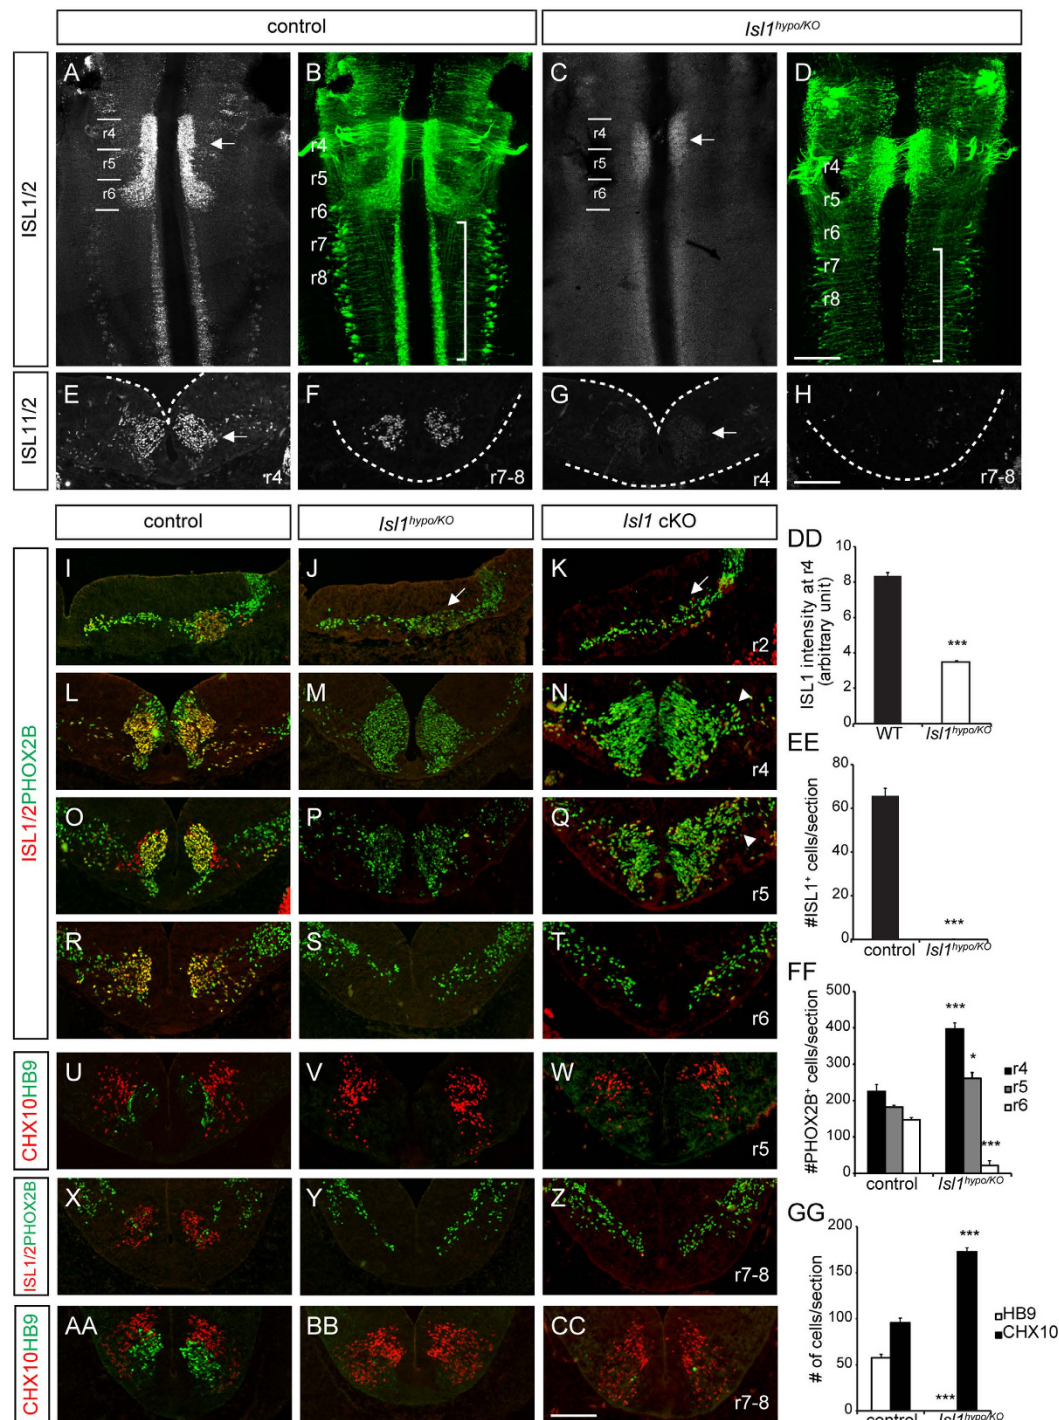 control
Isl1hypo/KO
ISL1/2
A
r4
r5
r6
B
r4
r5
r6
r7
r8
C
r4
r5
r6
D
r4
r5
r6
r7
r8
ISL11/2
E
r4
F
r7-8
G
r4
H
r7-8
control
Isl1hypo/KO
Isl1 cKO
ISL1/2PHOX2B
I
J
K
r2
L
M
N
r4
O
P
Q
r5
R
S
T
r6
CHX10HB9
U
V
W
r5
ISL1/2PHOX2B
X
Y
Z
r7-8
CHX10HB9
AA
BB
CC
r7-8
DD
ISL1 intensity at r4
(arbitrary unit)
8
6
4
2
0
***
WT
Isl1hypo/KO
EE
#ISL1+ cells/section
80
60
40
20
0
***
control
Isl1hypo/KO
FF
#PHOX2B+ cells/section
500
400
300
200
100
0
***
*
***
r4
r5
r6
control
Isl1hypo/KO
GG
# of cells/section
200
150
100
50
0
***
***
HB9
CHX10
control
Isl1hypo/KO